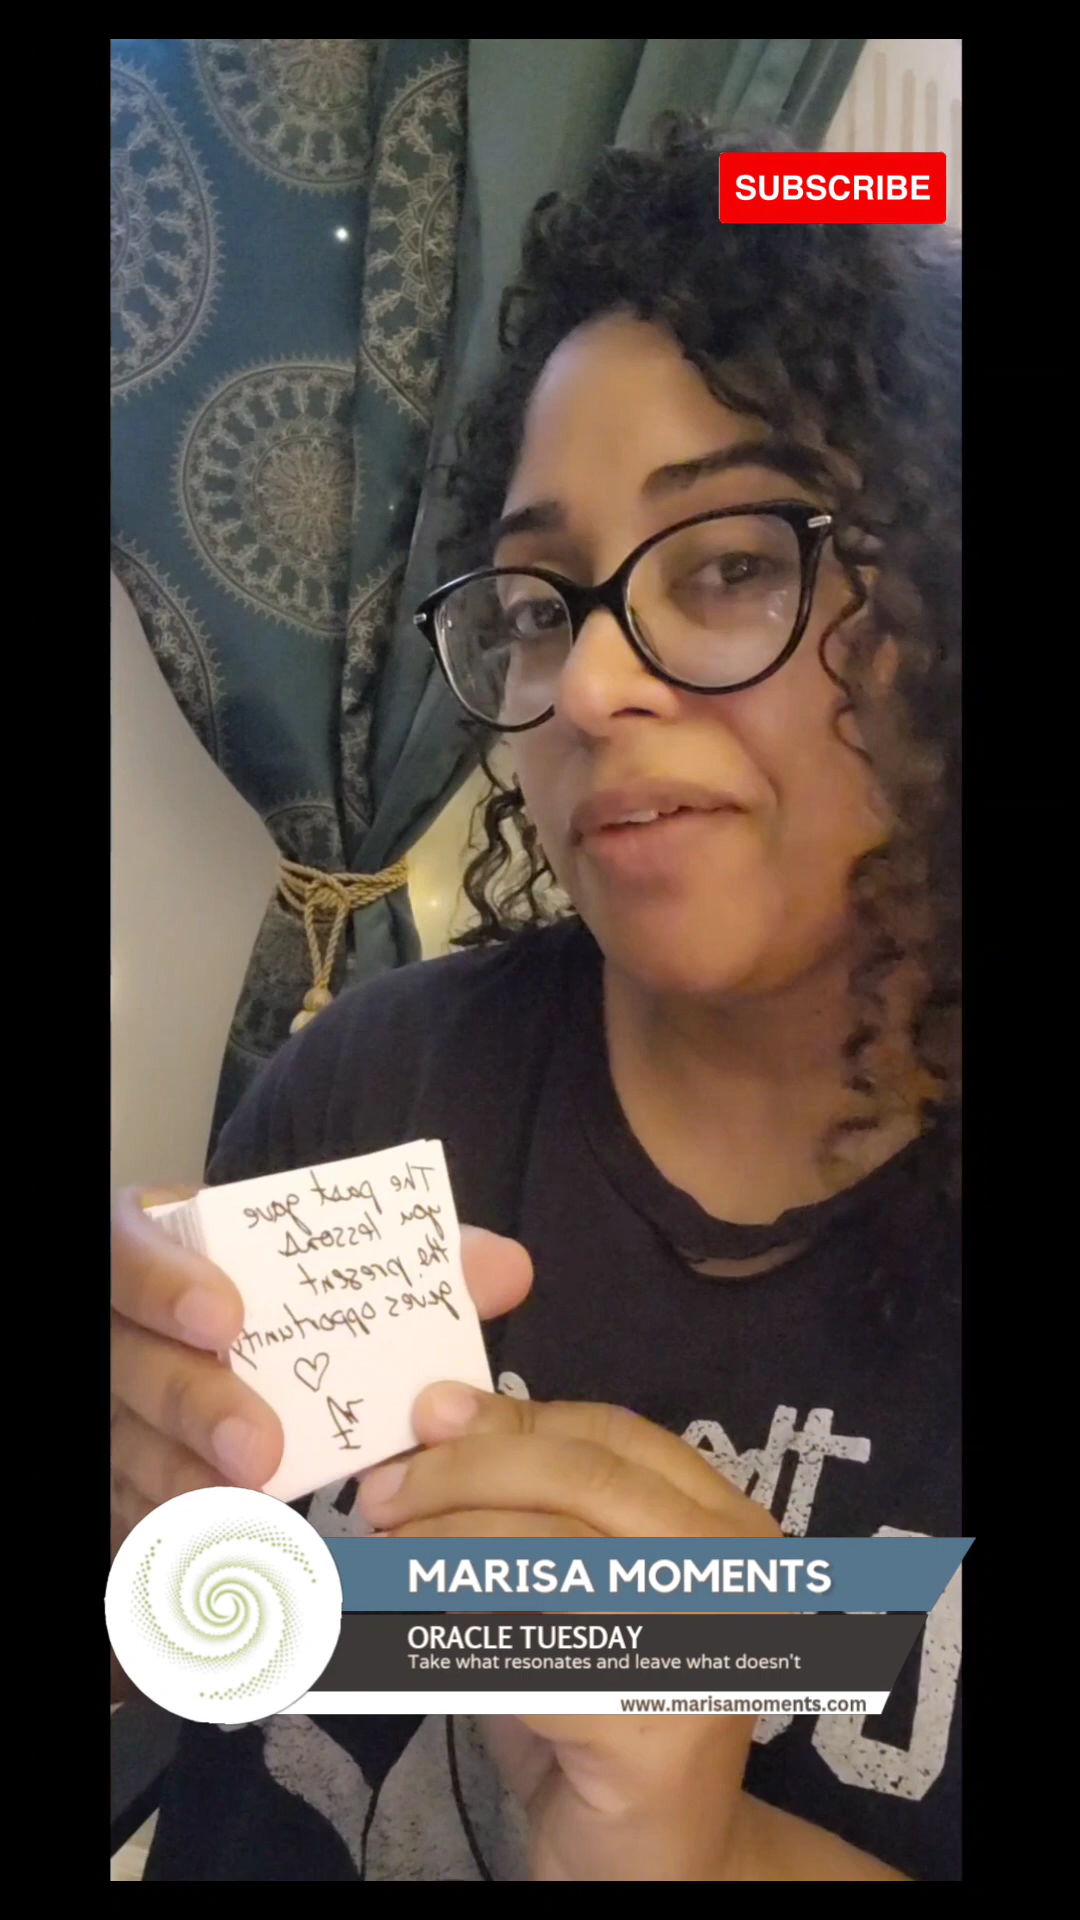 SUBSCRIBE
The past gave
you lessons
the present
gives opportunity
MARISA MOMENTS
ORACLE TUESDAY
Take what resonates and leave what doesn't
www.marisamoments.com